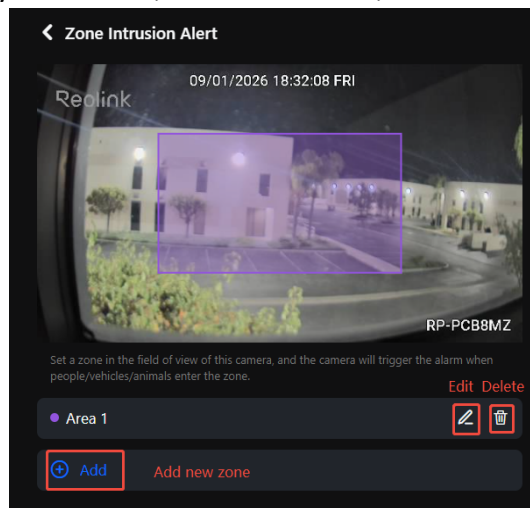 Zone Intrusion Alert
09/01/2026 18:32:08 FRI
Reolink
RP-PCB8MZ
Set a zone in the field of view of this camera, and the camera will trigger the alarm when
people/vehicles/animals enter the zone.
Edit Delete
Area 1
Add Add new zone